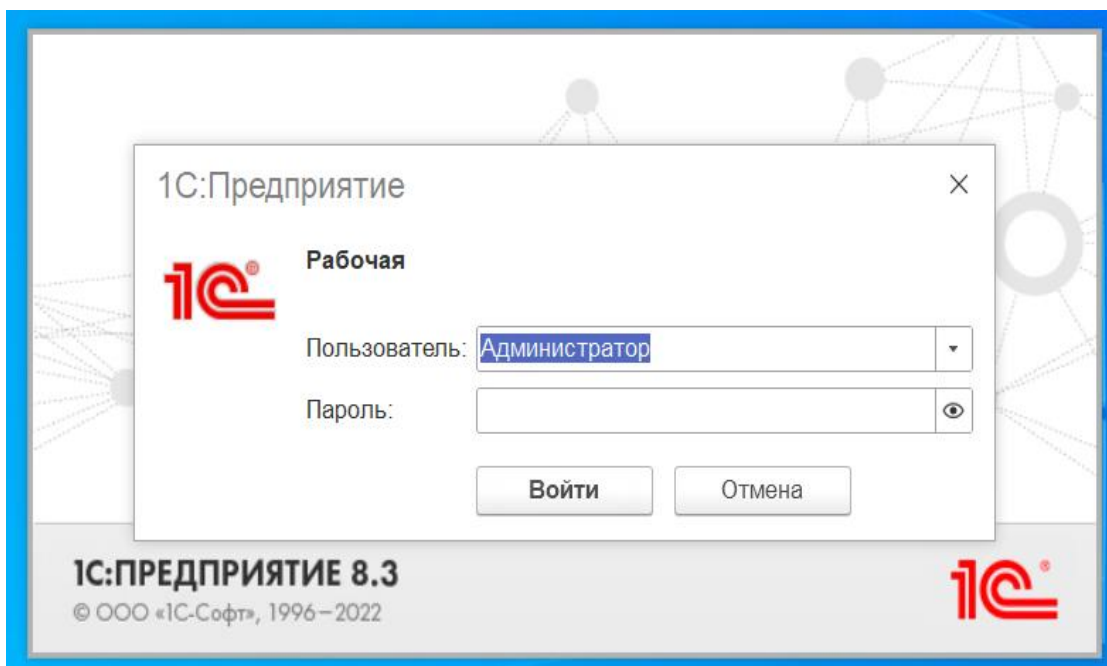 1С:Предприятие
1С®
Рабочая
Пользователь: Администратор
Пароль:
Войти Отмена
1С:ПРЕДПРИЯТИЕ 8.3
© ООО «1С-Софт», 1996–2022
1С®